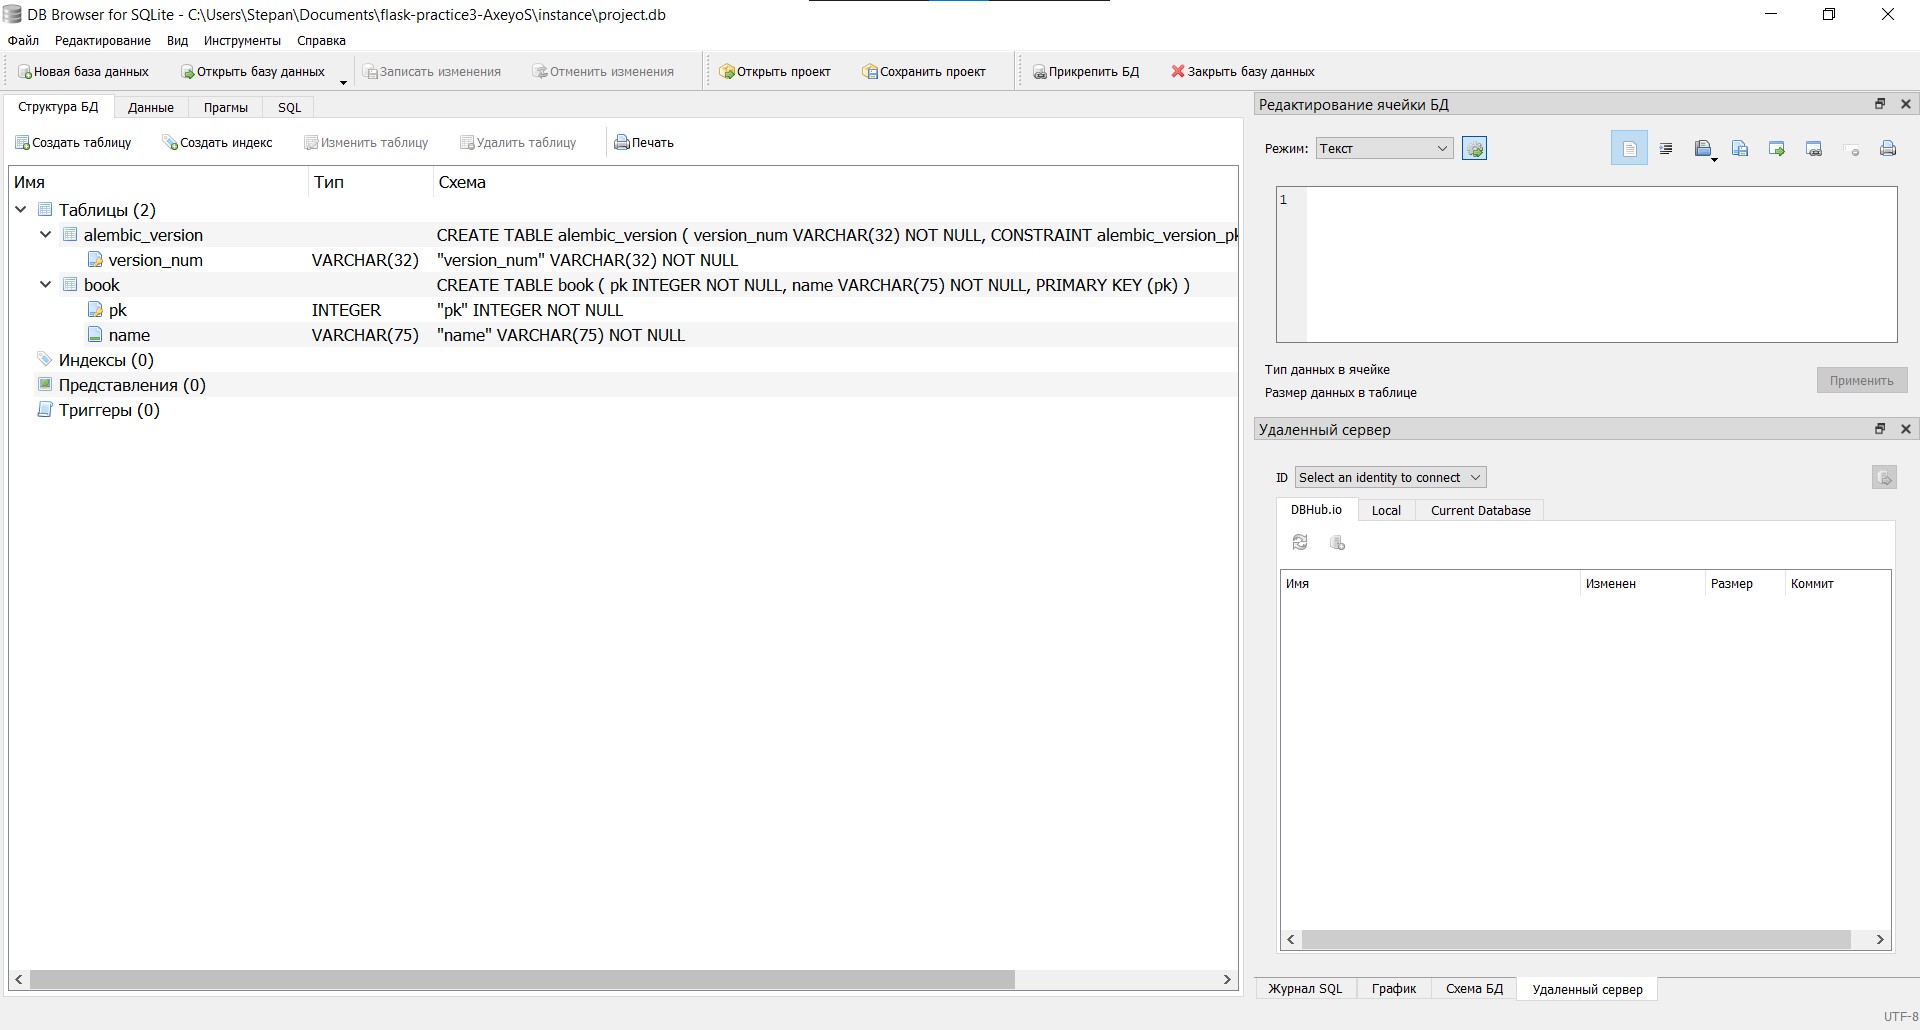 DB Browser for SQLite - C:\Users\Stepan\Documents\flask-practice3-AxeyoS\instance\project.db
Файл Редактирование Вид Инструменты Справка
Новая база данных Открыть базу данных Записать изменения Отменить изменения Открыть проект Сохранить проект Прикрепить БД Закрыть базу данных
Структура БД Данные Прагмы SQL
Создать таблицу Создать индекс Изменить таблицу Удалить таблицу Печать
Имя Тип Схема
Таблицы (2)
alembic_version CREATE TABLE alembic_version ( version_num VARCHAR(32) NOT NULL, CONSTRAINT alembic_version_pk
version_num VARCHAR(32) "version_num" VARCHAR(32) NOT NULL
book CREATE TABLE book ( pk INTEGER NOT NULL, name VARCHAR(75) NOT NULL, PRIMARY KEY (pk) )
pk INTEGER "pk" INTEGER NOT NULL
name VARCHAR(75) "name" VARCHAR(75) NOT NULL
Индексы (0)
Представления (0)
Триггеры (0)
Редактирование ячейки БД
Режим: Текст
1
Тип данных в ячейке
Размер данных в таблице
Применить
Удаленный сервер
ID Select an identity to connect
DBHub.io Local Current Database
Имя Изменен Размер Коммит
Журнал SQL График Схема БД Удаленный сервер
UTF-8